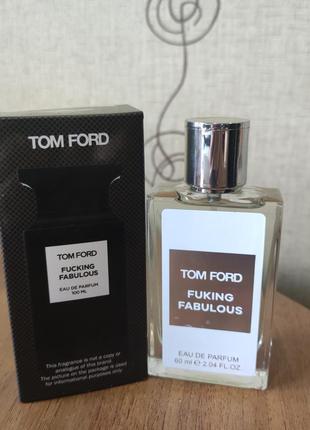 TOM FORD
TOM FORD
FUCKING
FABULOUS
EAU DE PARFUM
100 ML
This fragrance is not a copy or
analogue of this brand.
The picture on the package is used
for informational purposes only
TOM FORD
FUKING
FABULOUS
EAU DE PARFUM
60 ml ℮ 2.04 FL.OZ